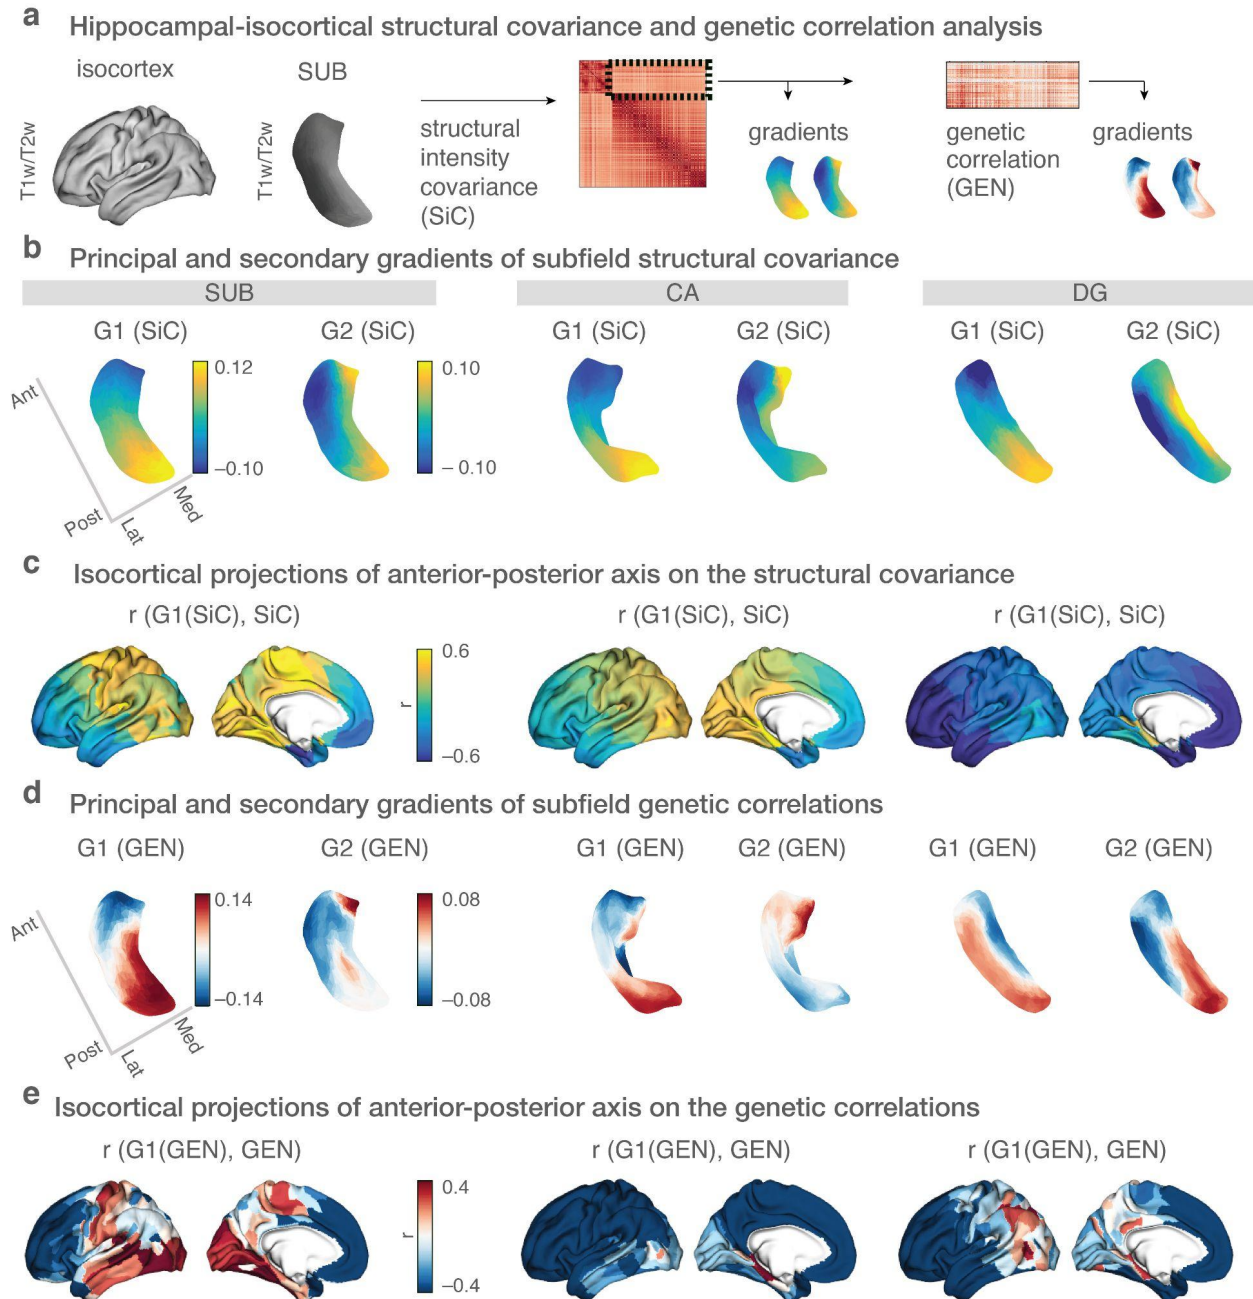 a Hippocampal-isocortical structural covariance and genetic correlation analysis
isocortex
SUB
T1w/T2w
T1w/T2w
structural
intensity
covariance
(SiC)
gradients
genetic
correlation
(GEN)
gradients
b Principal and secondary gradients of subfield structural covariance
SUB CA DG
G1 (SiC) G2 (SiC) G1 (SiC) G2 (SiC) G1 (SiC) G2 (SiC)
0.12
−0.10
0.10
− 0.10
Ant
Post
Lat
Med
c Isocortical projections of anterior-posterior axis on the structural covariance
r (G1(SiC), SiC) r (G1(SiC), SiC) r (G1(SiC), SiC)
0.6
r
−0.6
d Principal and secondary gradients of subfield genetic correlations
G1 (GEN) G2 (GEN) G1 (GEN) G2 (GEN) G1 (GEN) G2 (GEN)
0.14
−0.14
0.08
−0.08
Ant
Post
Lat
Med
e Isocortical projections of anterior-posterior axis on the genetic correlations
r (G1(GEN), GEN) r (G1(GEN), GEN) r (G1(GEN), GEN)
0.4
r
−0.4